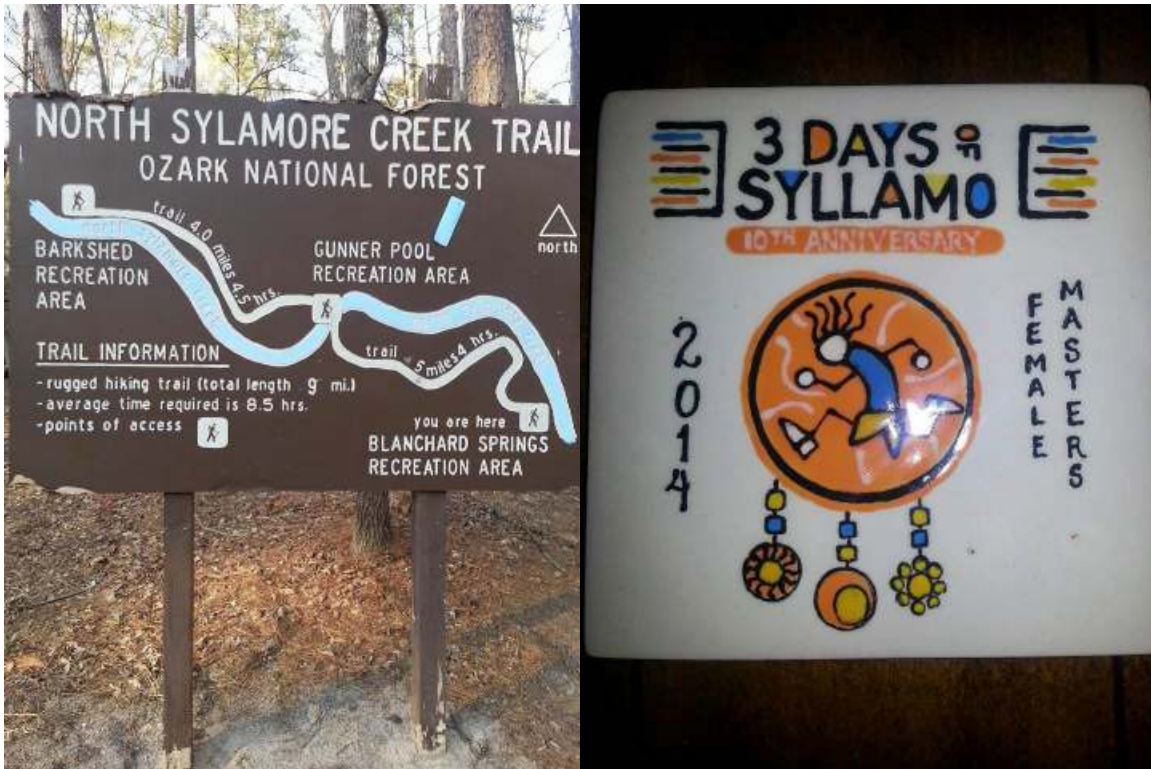 NORTH SYLAMORE CREEK TRAIL
OZARK NATIONAL FOREST
trail 4.0 miles 4.5 hrs.
north sylamore creek
north
BARKSHED
RECREATION
AREA
GUNNER POOL
RECREATION AREA
trail 5 miles 4 hrs.
TRAIL INFORMATION
-rugged hiking trail (total length 9 mi.)
-average time required is 8.5 hrs.
-points of access
you are here
BLANCHARD SPRINGS
RECREATION AREA
3 DAYS OF
SYLLAMO
10TH ANNIVERSARY
2014
FEMALE
MASTERS